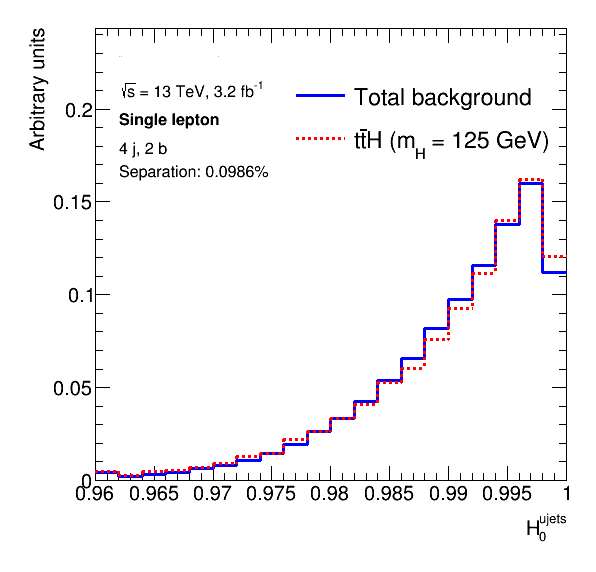 Arbitrary units
√s = 13 TeV, 3.2 fb⁻¹
Single lepton
4 j, 2 b
Separation: 0.0986%
Total background
tt̄H (m_H = 125 GeV)
0.2
0.15
0.1
0.05
0
0.96 0.965 0.97 0.975 0.98 0.985 0.99 0.995 1
H₀^ujets